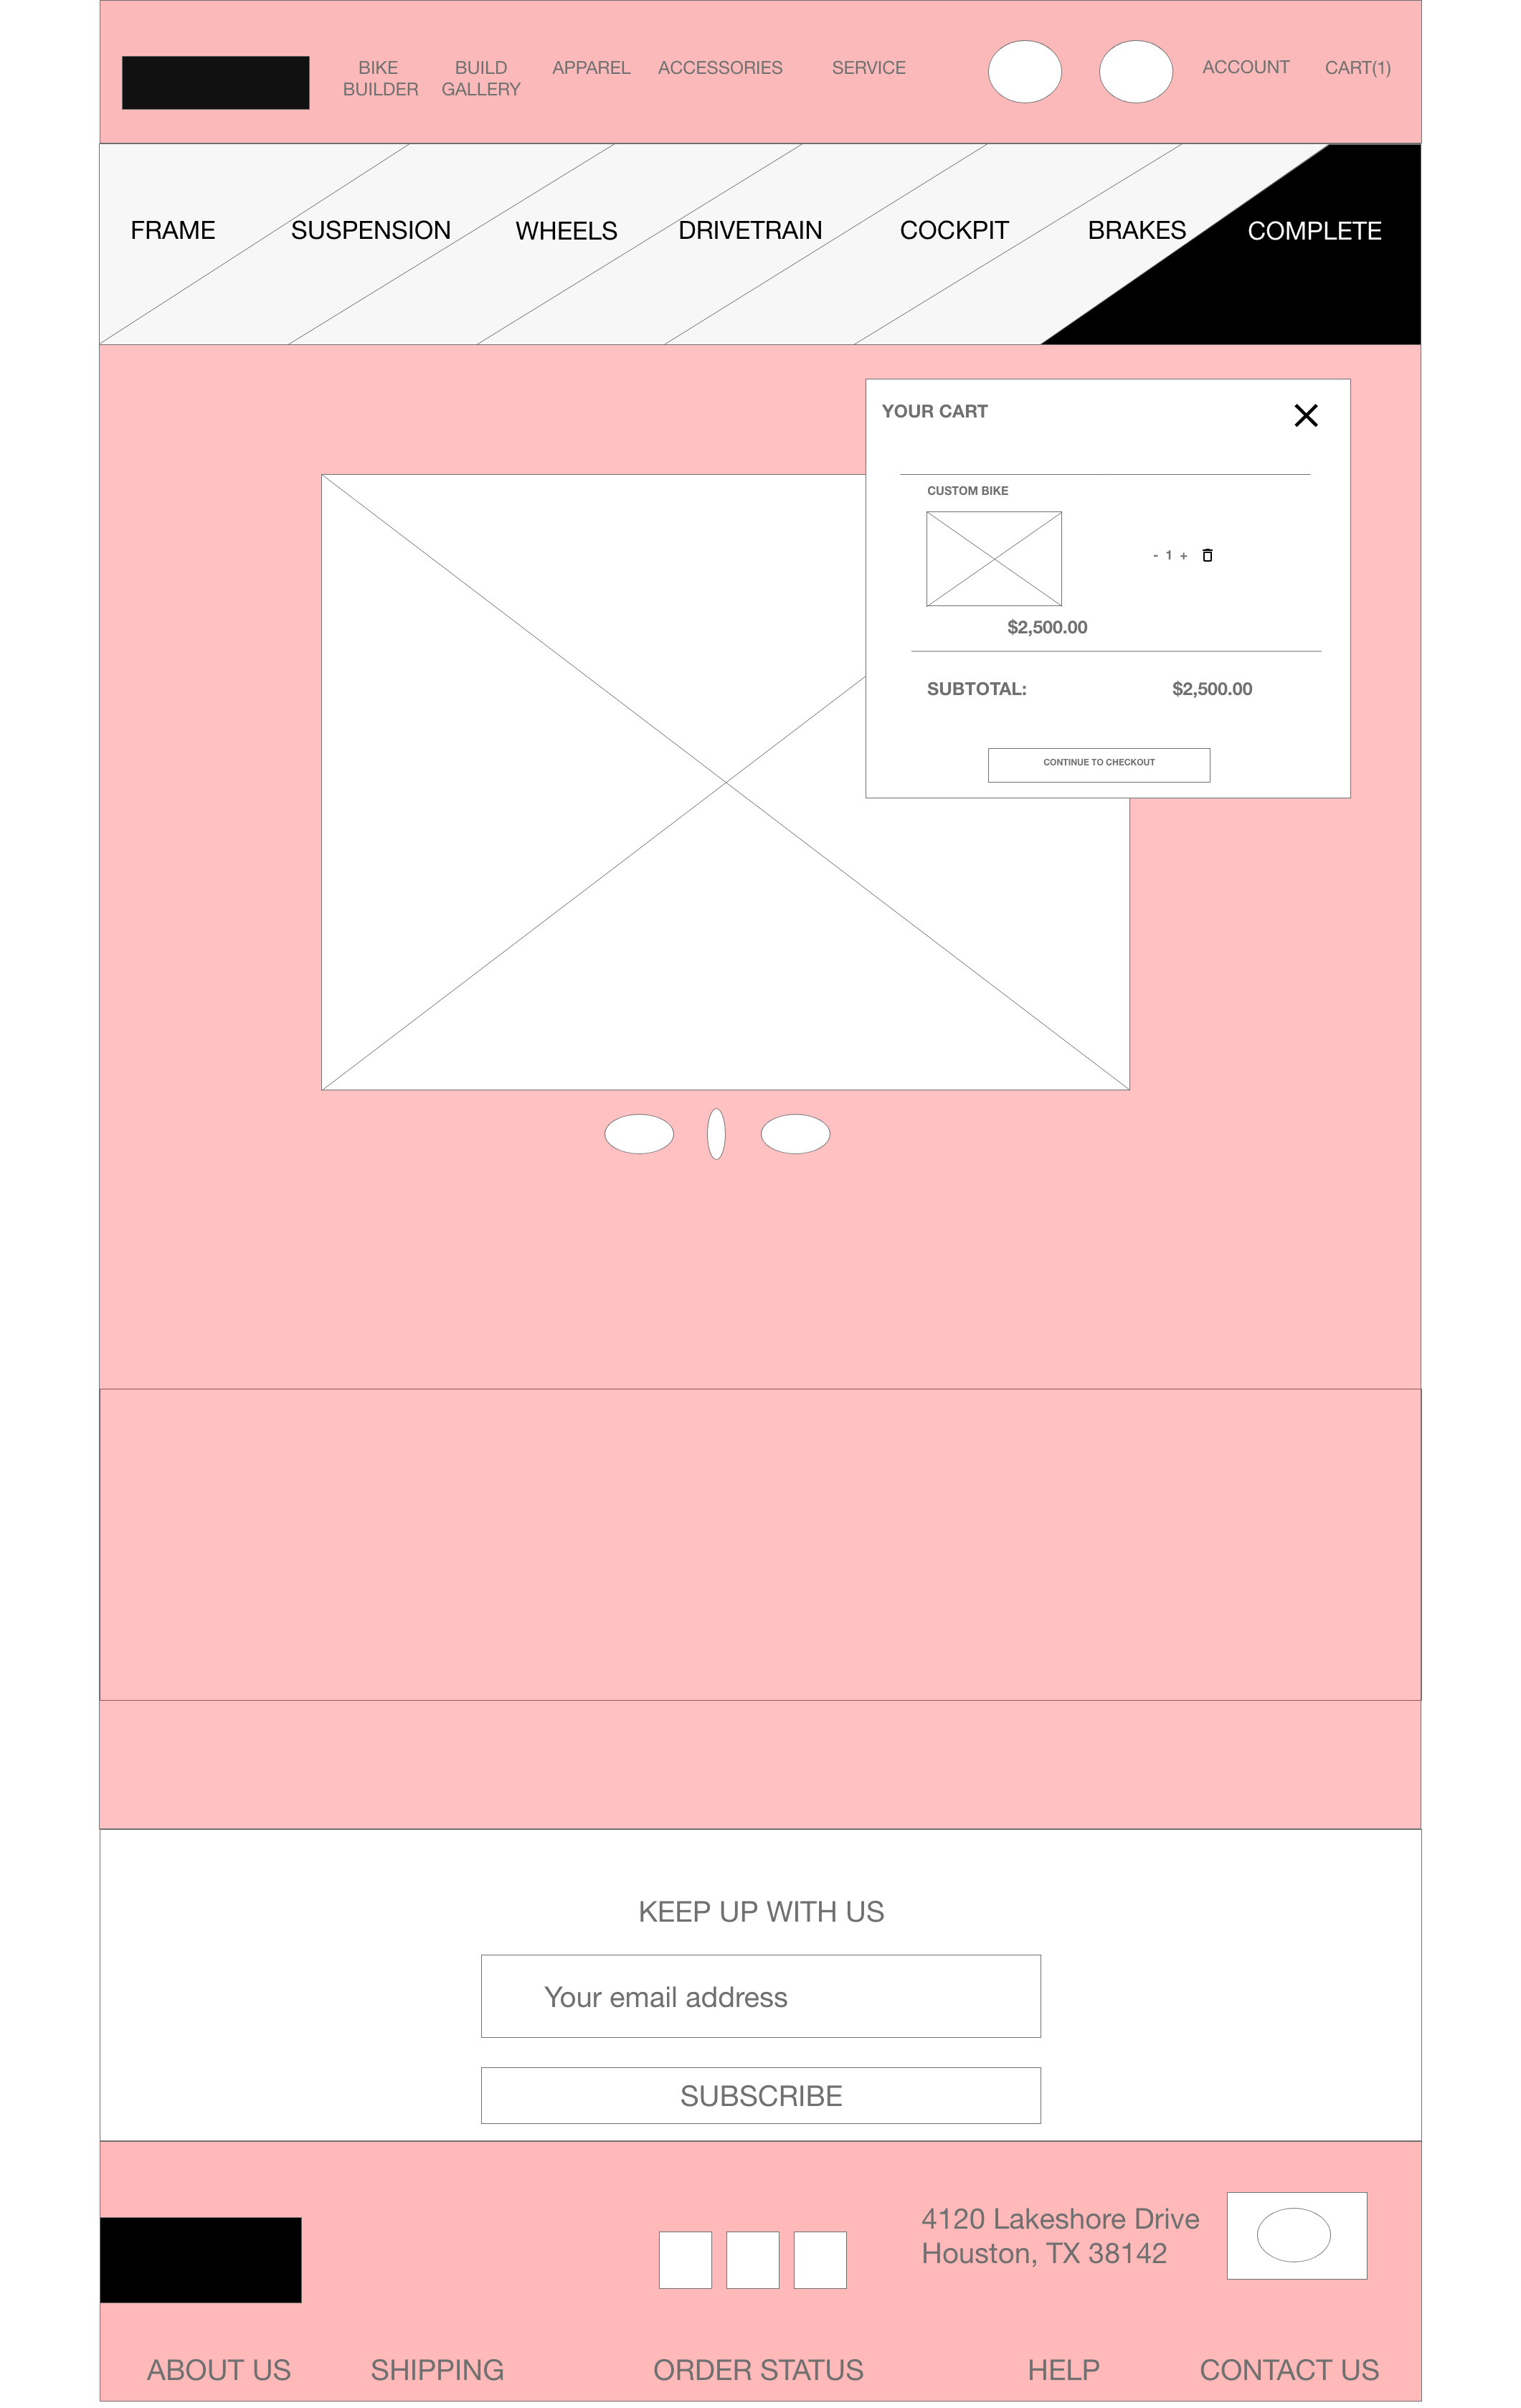 BIKE BUILDER
BUILD GALLERY
APPAREL
ACCESSORIES
SERVICE
ACCOUNT
CART(1)
FRAME
SUSPENSION
WHEELS
DRIVETRAIN
COCKPIT
BRAKES
COMPLETE
YOUR CART
CUSTOM BIKE
- 1 +
$2,500.00
SUBTOTAL: $2,500.00
CONTINUE TO CHECKOUT
KEEP UP WITH US
Your email address
SUBSCRIBE
4120 Lakeshore Drive
Houston, TX 38142
ABOUT US
SHIPPING
ORDER STATUS
HELP
CONTACT US